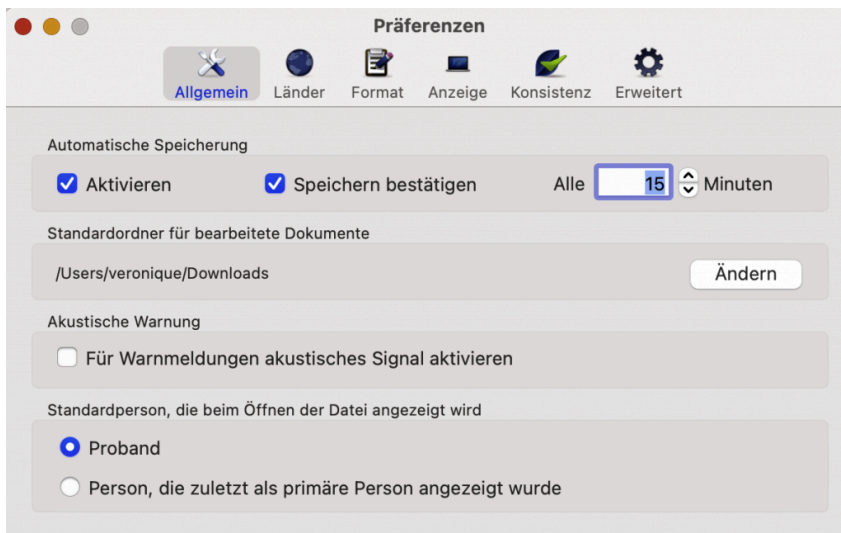 Präferenzen
Allgemein Länder Format Anzeige Konsistenz Erweitert
Automatische Speicherung
Aktivieren Speichern bestätigen Alle 15 Minuten
Standardordner für bearbeitete Dokumente
/Users/veronique/Downloads Ändern
Akustische Warnung
Für Warnmeldungen akustisches Signal aktivieren
Standardperson, die beim Öffnen der Datei angezeigt wird
Proband
Person, die zuletzt als primäre Person angezeigt wurde